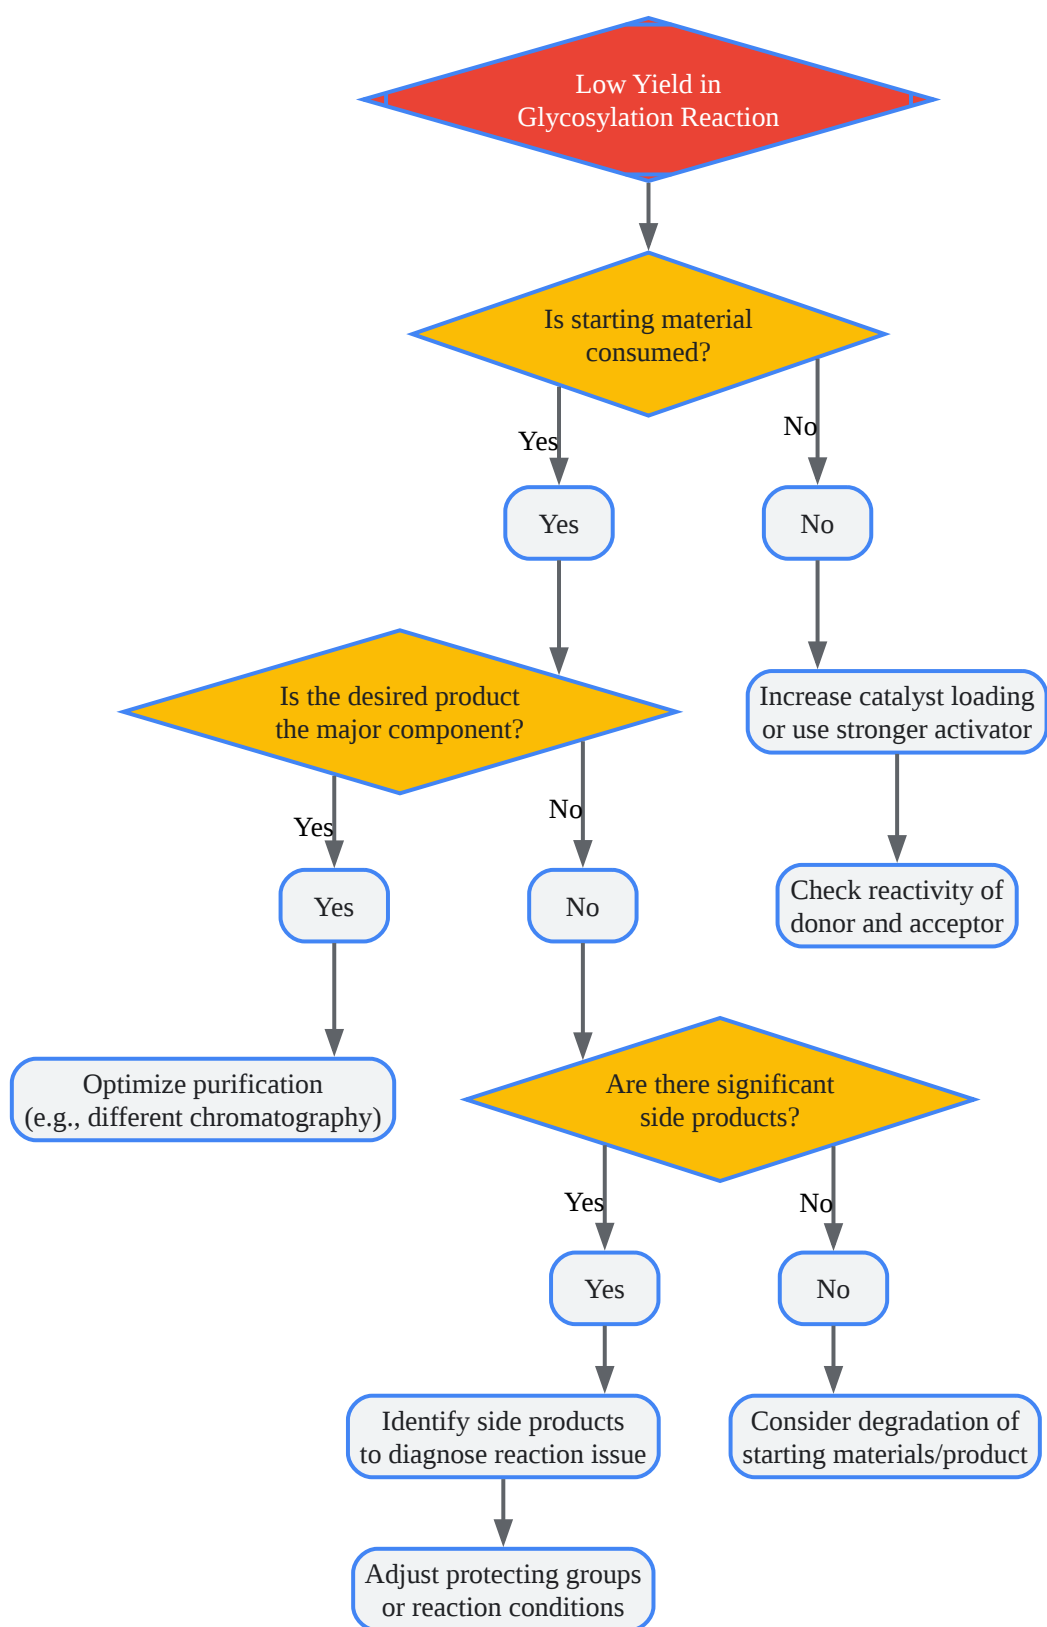 Low Yield in
Glycosylation Reaction
Is starting material
consumed?
Yes
No
Yes
No
Is the desired product
the major component?
Increase catalyst loading
or use stronger activator
Yes
No
Yes
No
Check reactivity of
donor and acceptor
Optimize purification
(e.g., different chromatography)
Are there significant
side products?
Yes
No
Yes
No
Identify side products
to diagnose reaction issue
Consider degradation of
starting materials/product
Adjust protecting groups
or reaction conditions